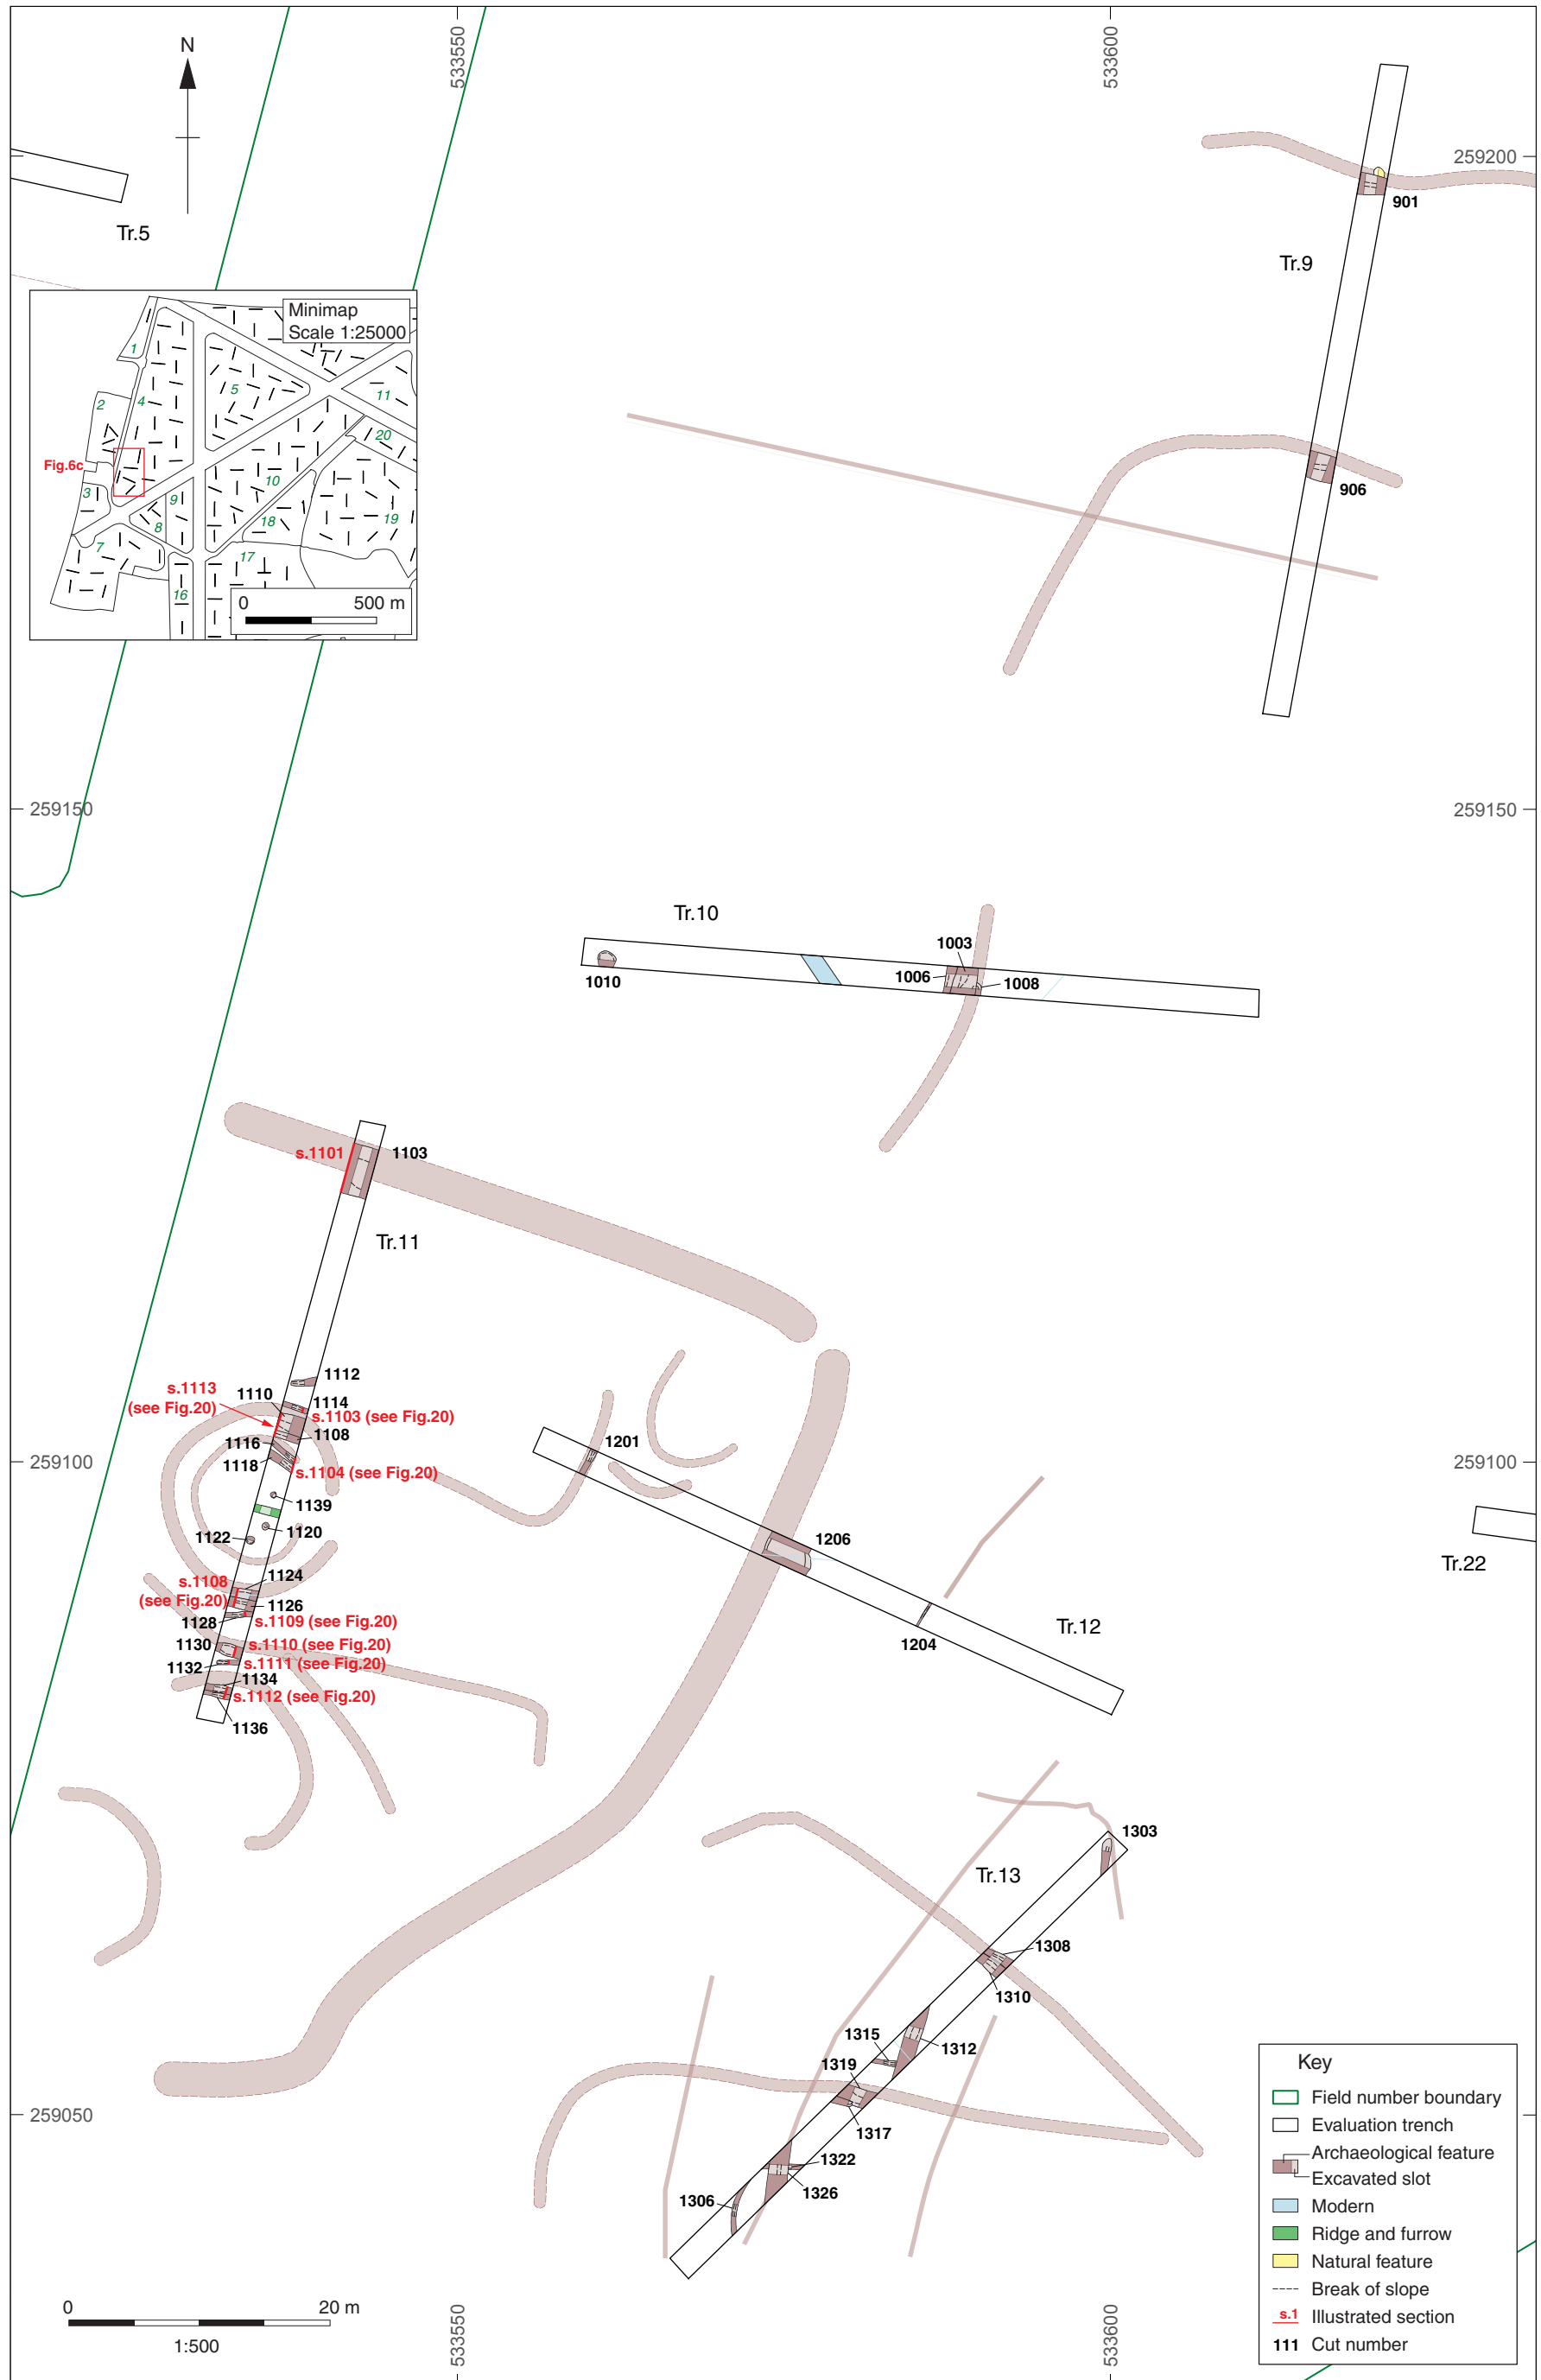 533550
533600
N
259200
Tr.5
901
Tr.9
Minimap
Scale 1:25000
1
2
4
5
11
20
Fig.6c
3
9
10
8
18
19
7
17
16
0 500 m
906
259150
259150
Tr.10
1003
1006
1008
1010
s.1101
1103
Tr.11
1112
s.1113
(see Fig.20)
1110
1114
s.1103 (see Fig.20)
1108
1116
1118
s.1104 (see Fig.20)
1201
259100
259100
1139
1120
1122
1206
Tr.22
s.1108
(see Fig.20)
1124
1126
1128
s.1109 (see Fig.20)
1130
s.1110 (see Fig.20)
1132
s.1111 (see Fig.20)
1134
s.1112 (see Fig.20)
1136
1204
Tr.12
1303
Tr.13
1308
1310
1315
1312
1319
1317
1322
1326
1306
259050
Key
Field number boundary
Evaluation trench
Archaeological feature
Excavated slot
Modern
Ridge and furrow
Natural feature
Break of slope
s.1 Illustrated section
111 Cut number
0 20 m
1:500
533550
533600